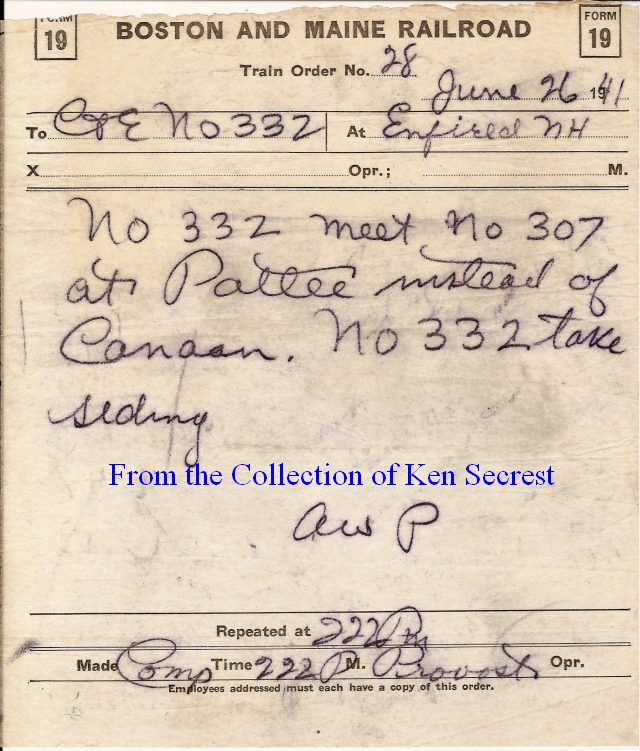 FORM 19 BOSTON AND MAINE RAILROAD FORM 19
Train Order No. 28
June 26 1941
To C&E No 332 At Enfield NH
X Opr.; M.
No 332 meet No 307
at Pattee instead of
Canaan. No 332 take
siding
From the Collection of Ken Secrest
AWP
Repeated at 222 Pm
Made Comp Time 222 P M. Provost Opr.
Employees addressed must each have a copy of this order.